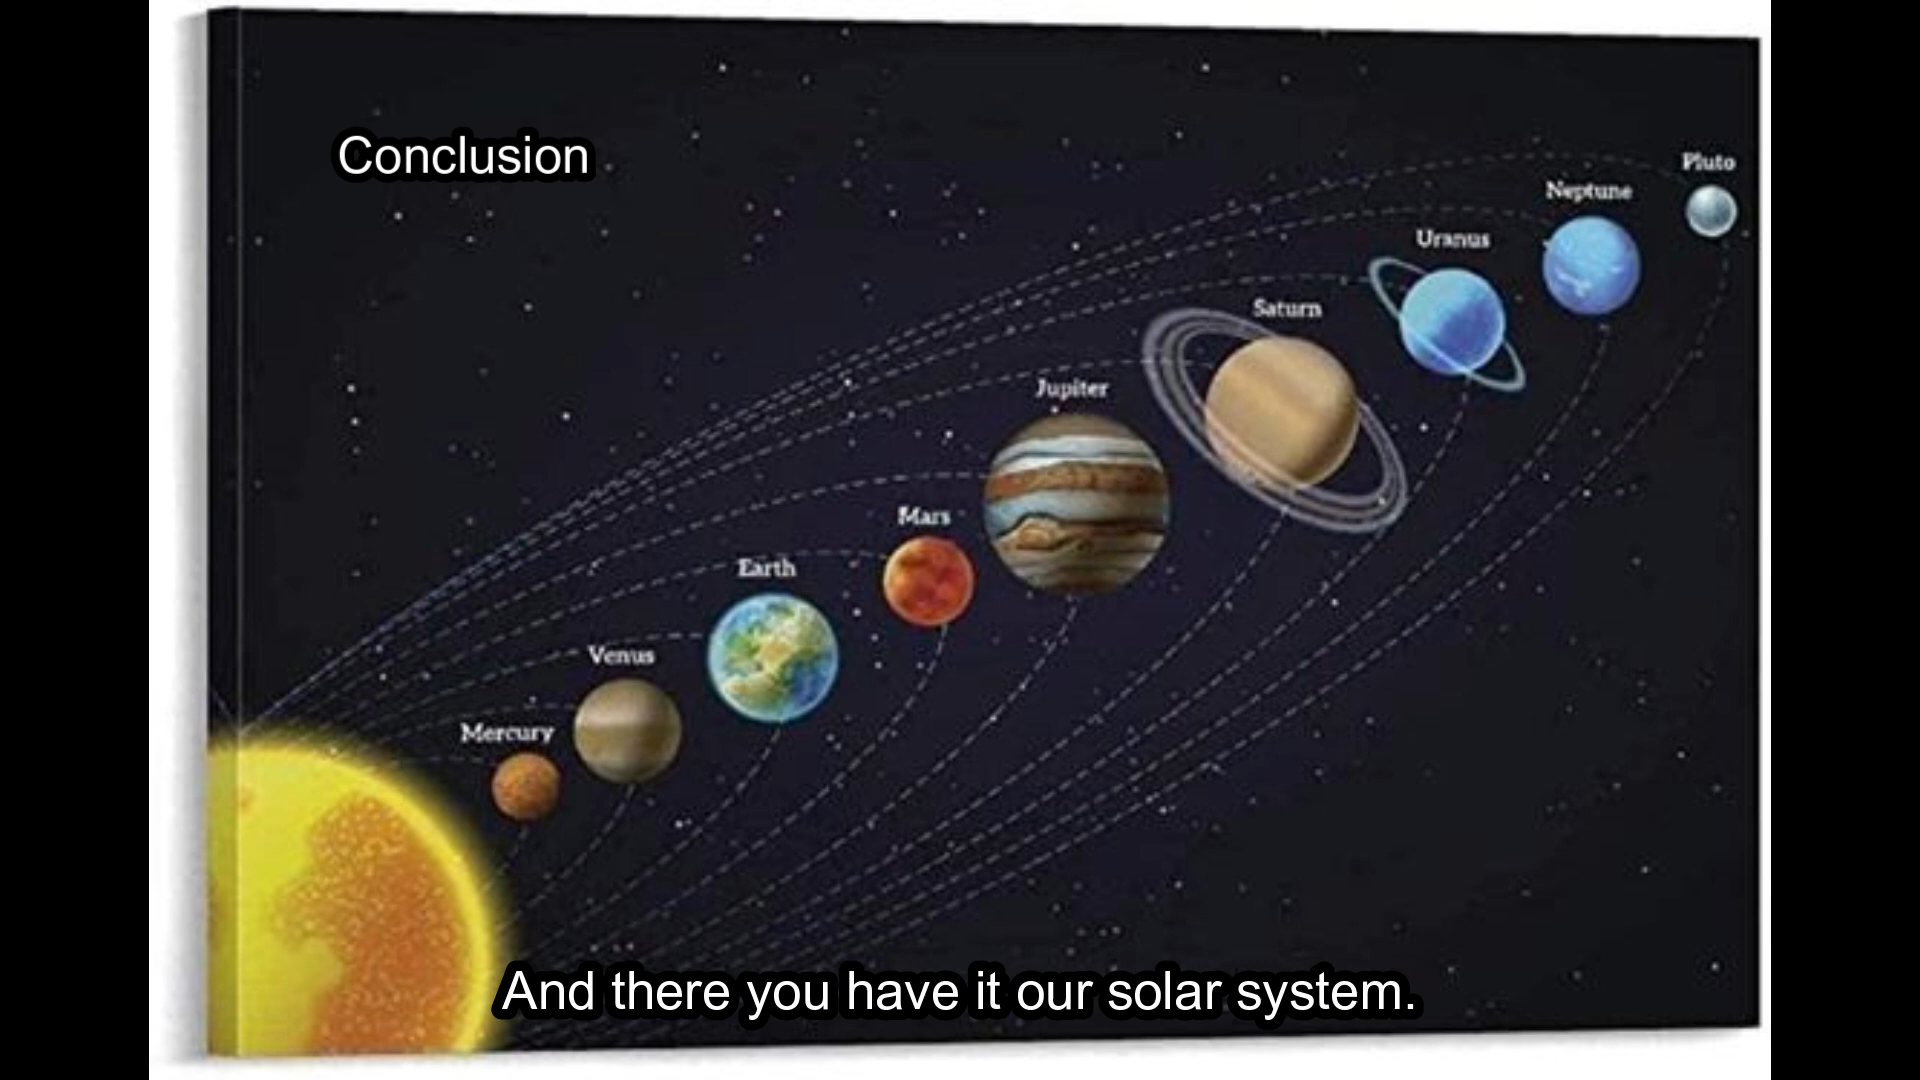 Conclusion
Pluto
Neptune
Uranus
Saturn
Jupiter
Mars
Earth
Venus
Mercury
And there you have it our solar system.